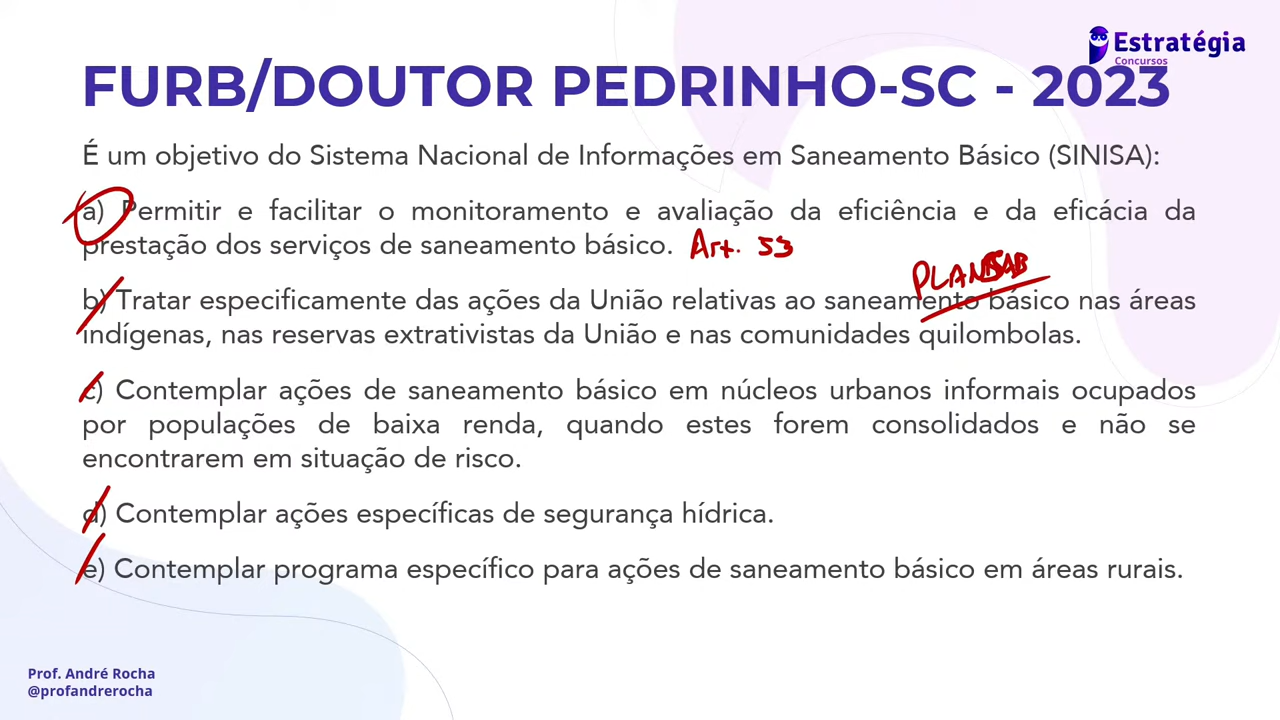 Estratégia
Concursos
FURB/DOUTOR PEDRINHO-SC - 2023
É um objetivo do Sistema Nacional de Informações em Saneamento Básico (SINISA):
a) Permitir e facilitar o monitoramento e avaliação da eficiência e da eficácia da
prestação dos serviços de saneamento básico. Art. 53
PLANSAB
b) Tratar especificamente das ações da União relativas ao saneamento básico nas áreas
indígenas, nas reservas extrativistas da União e nas comunidades quilombolas.
c) Contemplar ações de saneamento básico em núcleos urbanos informais ocupados
por populações de baixa renda, quando estes forem consolidados e não se
encontrarem em situação de risco.
d) Contemplar ações específicas de segurança hídrica.
e) Contemplar programa específico para ações de saneamento básico em áreas rurais.
Prof. André Rocha
@profandrerocha